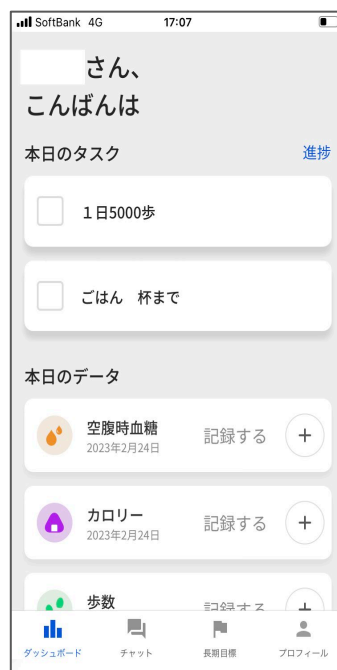 SoftBank 4G 17:07
さん、
こんばんは
本日のタスク 進捗
１日5000歩
ごはん　杯まで
本日のデータ
空腹時血糖 記録する
2023年2月24日
カロリー 記録する
2023年2月24日
歩数 記録する
ダッシュボード チャット 長期目標 プロフィール